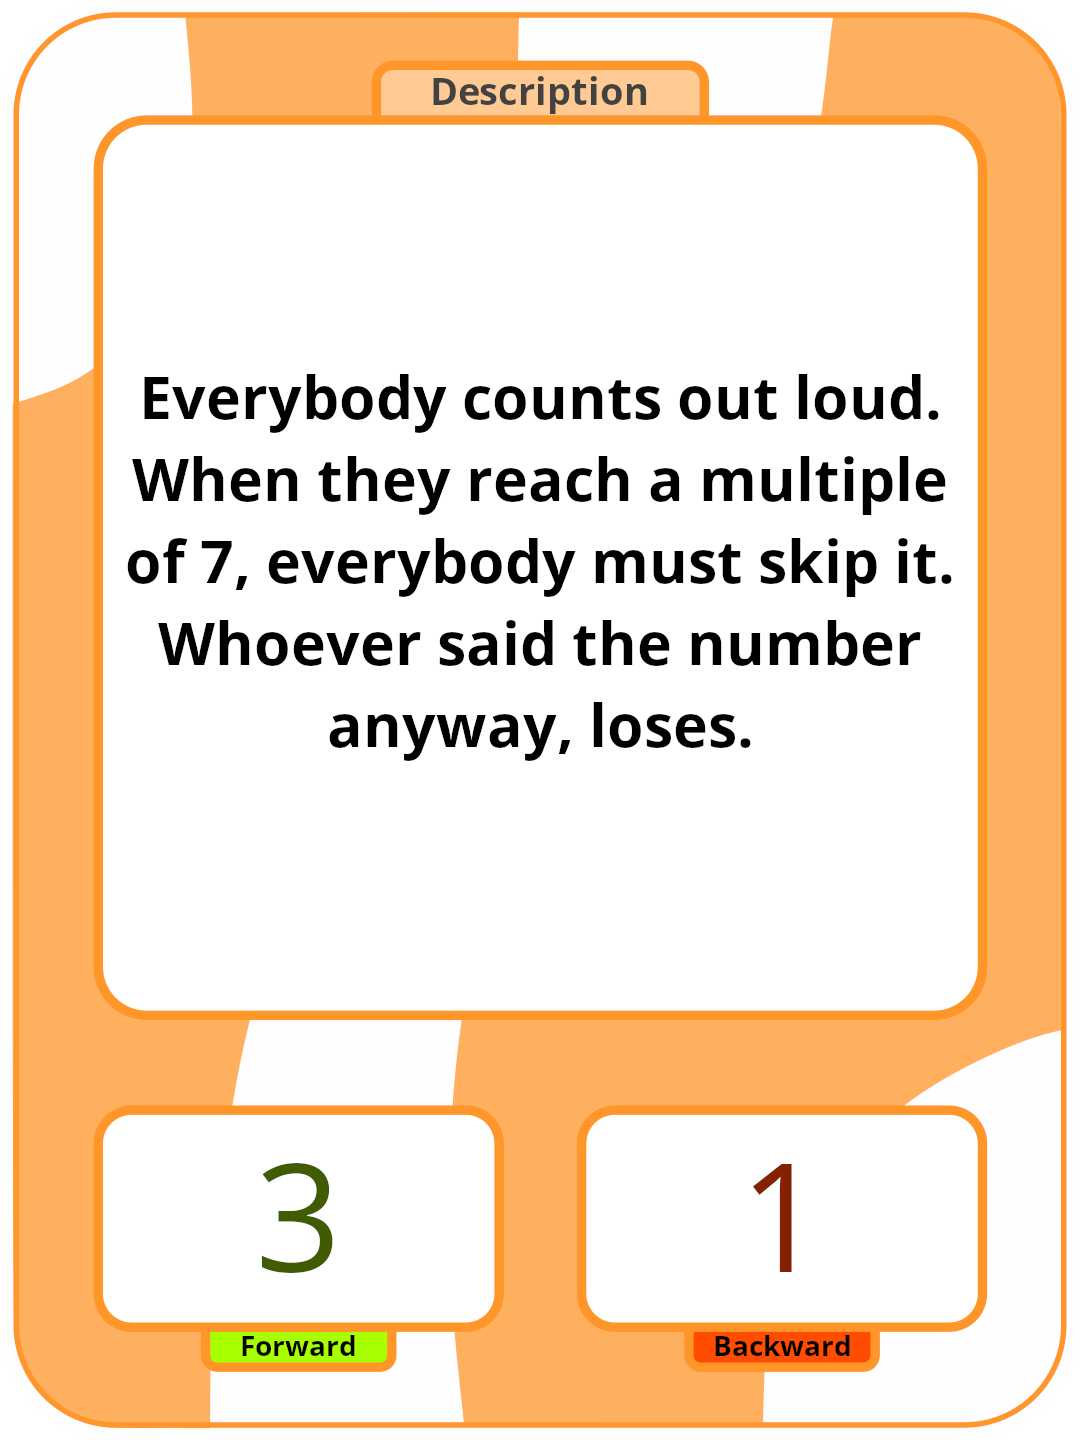 Description
Everybody counts out loud.
When they reach a multiple
of 7, everybody must skip it.
Whoever said the number
anyway, loses.
3
1
Forward
Backward